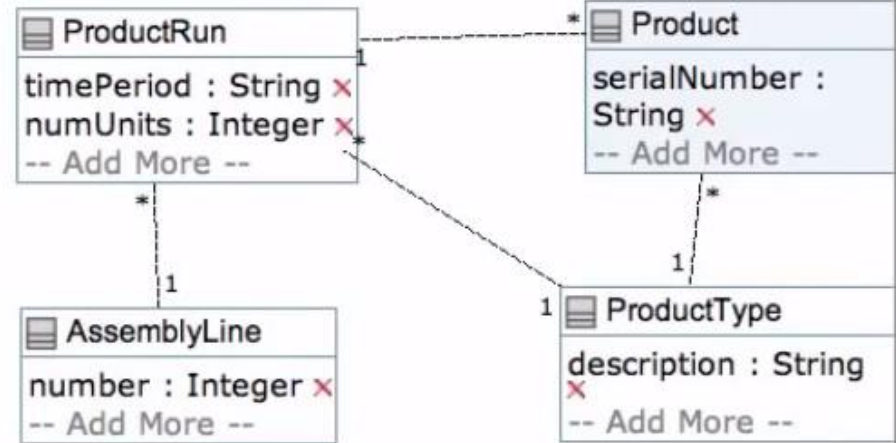 ProductRun
timePeriod : String ×
numUnits : Integer ×
-- Add More --
1
*
*
Product
serialNumber :
String ×
-- Add More --
*
1
*
1
AssemblyLine
number : Integer ×
-- Add More --
1
ProductType
description : String
×
-- Add More --